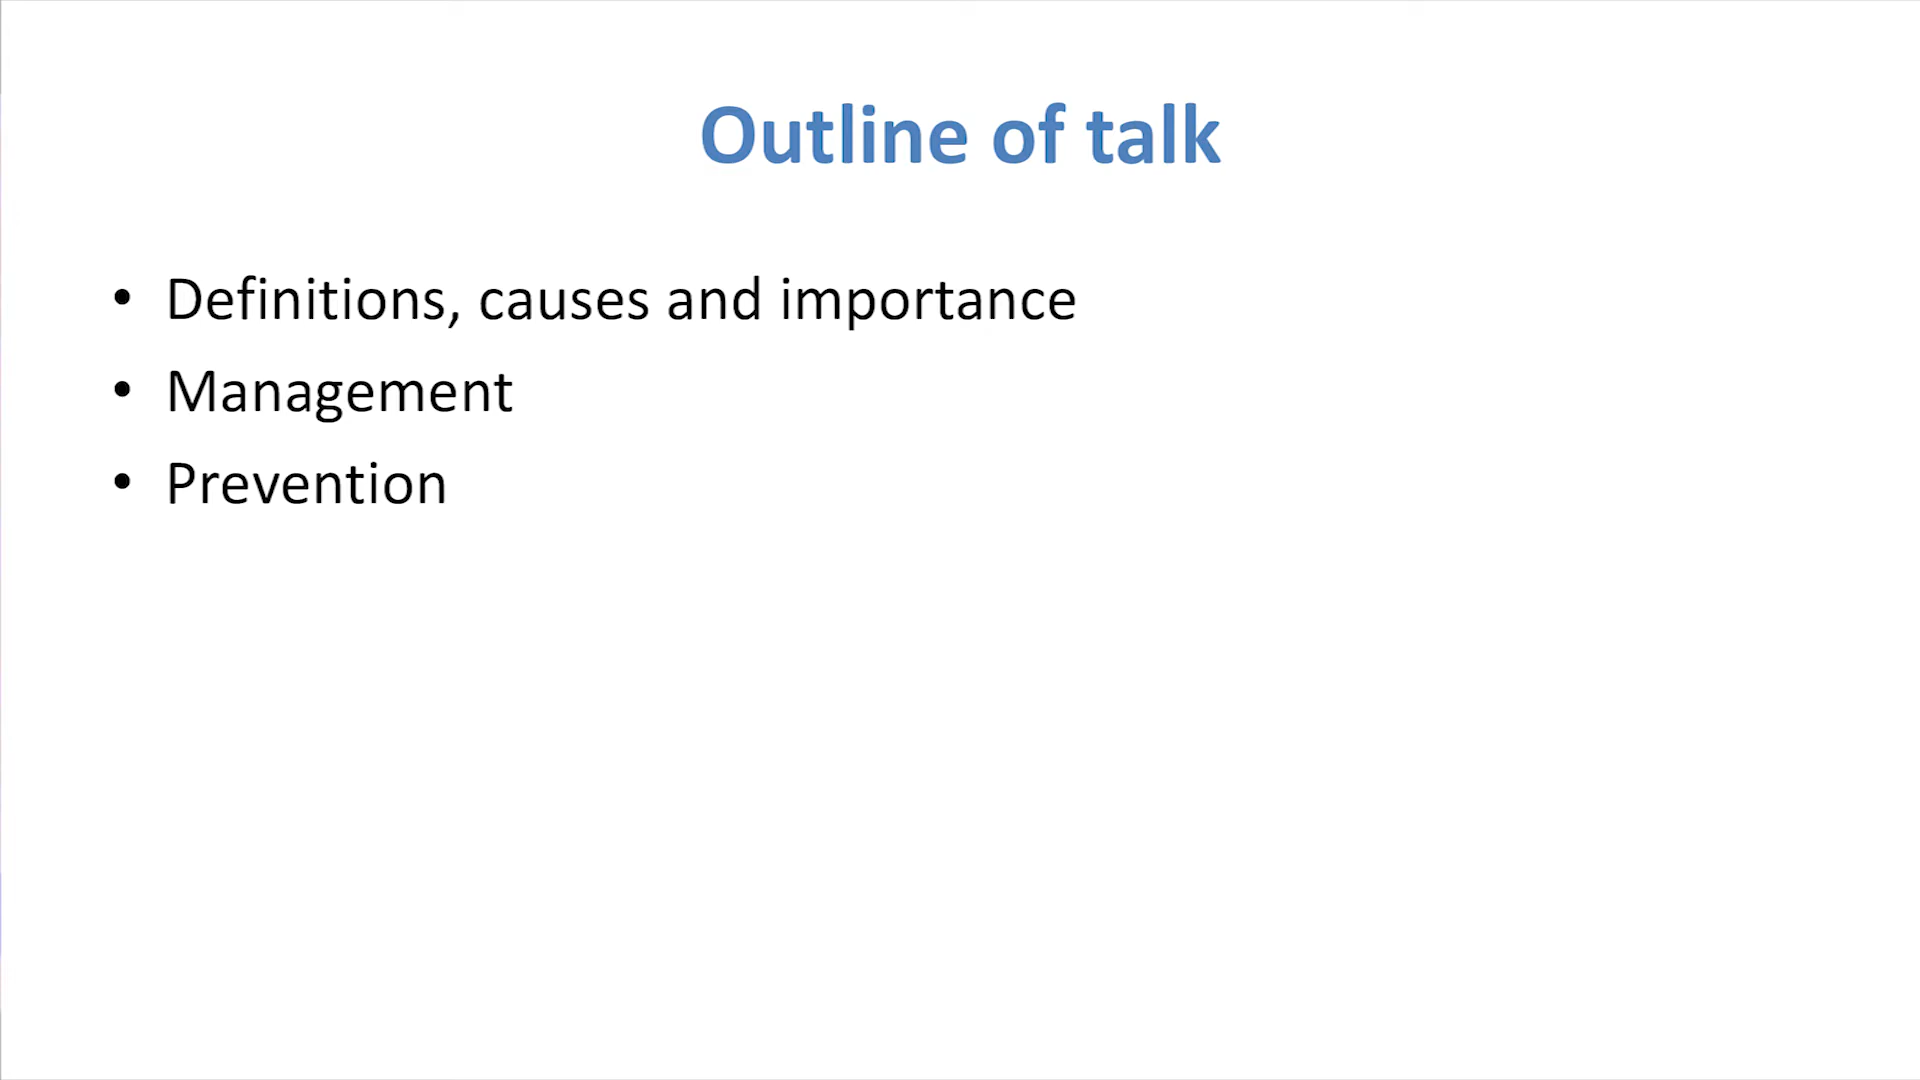 Outline of talk
• Definitions, causes and importance
• Management
• Prevention